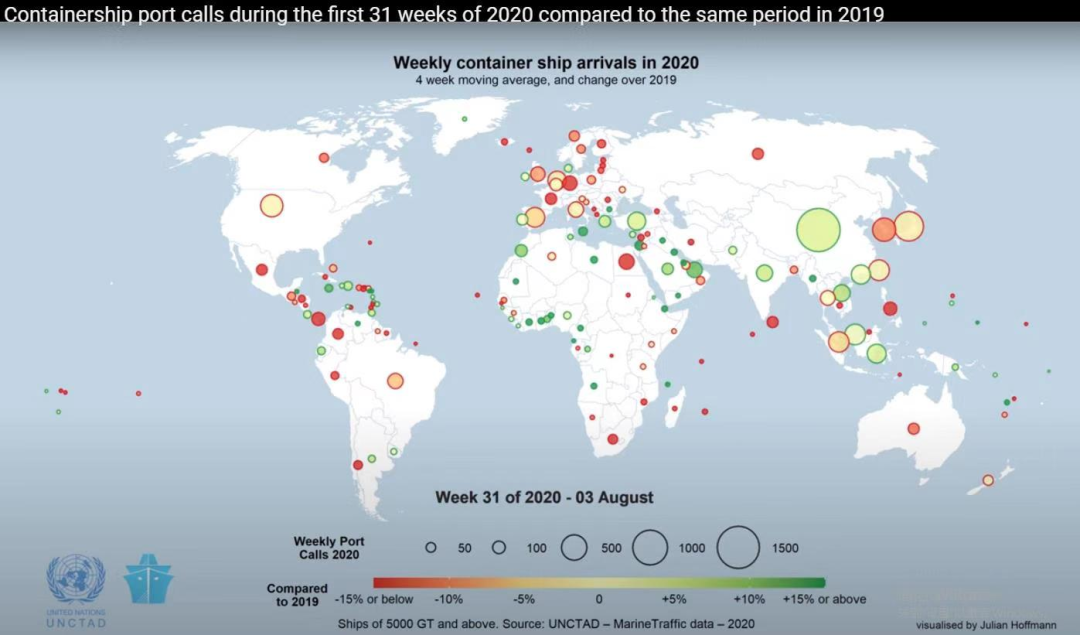 Containership port calls during the first 31 weeks of 2020 compared to the same period in 2019
Weekly container ship arrivals in 2020
4 week moving average, and change over 2019
Week 31 of 2020 - 03 August
Weekly Port
Calls 2020
50
100
500
1000
1500
Compared
to 2019
-15% or below
-10%
-5%
0
+5%
+10%
+15% or above
UNITED NATIONS
UNCTAD
Ships of 5000 GT and above. Source: UNCTAD – MarineTraffic data – 2020
visualised by Julian Hoffmann